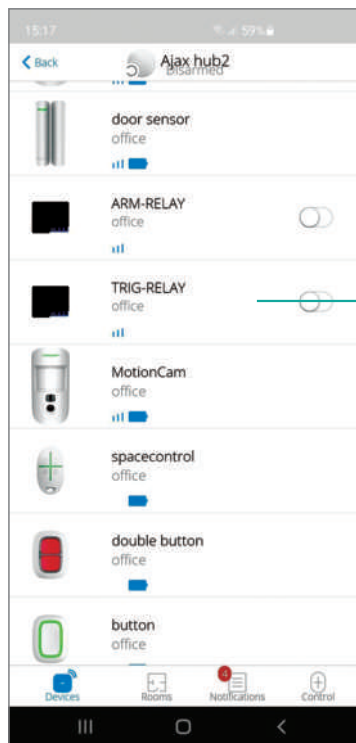 15:17 59%
Back
Ajax hub2
Disarmed
door sensor
office
ARM-RELAY
office
TRIG-RELAY
office
MotionCam
office
spacecontrol
office
double button
office
button
office
4
Devices Rooms Notifications Control